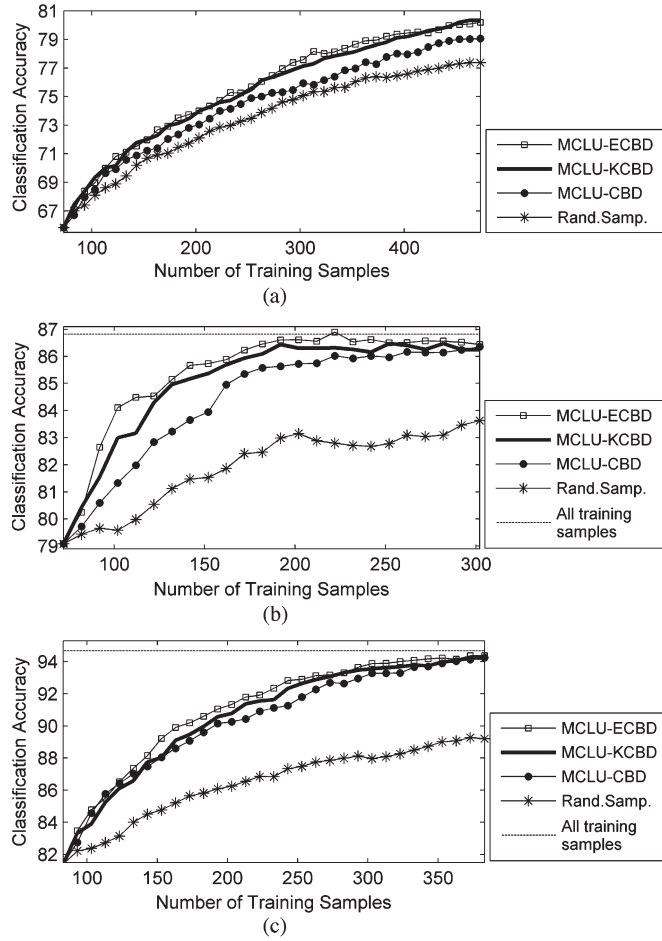 81
79
77
75
73
71
69
67
Classification Accuracy
100 200 300 400
Number of Training Samples
MCLU-ECBD
MCLU-KCBD
MCLU-CBD
Rand.Samp.
(a)
87
86
85
84
83
82
81
80
79
Classification Accuracy
100 150 200 250 300
Number of Training Samples
MCLU-ECBD
MCLU-KCBD
MCLU-CBD
Rand.Samp.
All training
samples
(b)
94
92
90
88
86
84
82
Classification Accuracy
100 150 200 250 300 350
Number of Training Samples
MCLU-ECBD
MCLU-KCBD
MCLU-CBD
Rand.Samp.
All training
samples
(c)